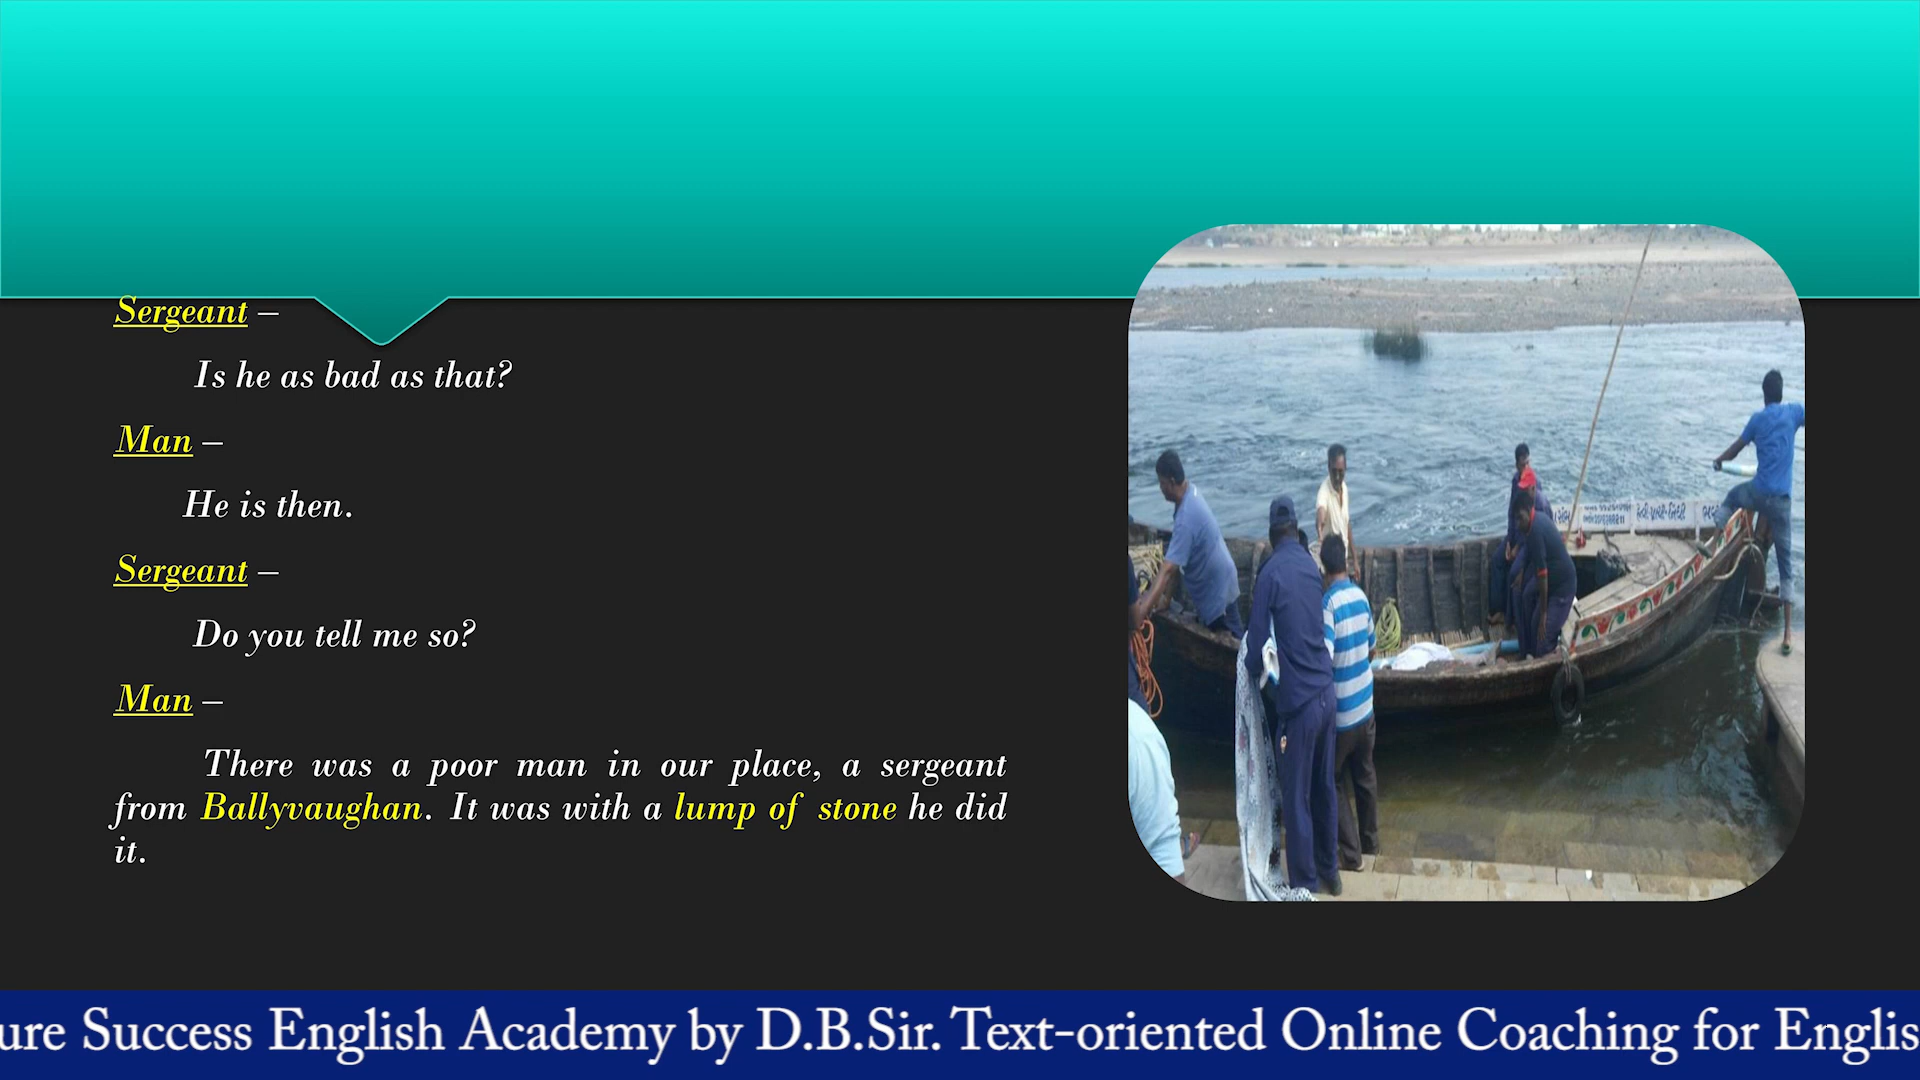 Sergeant –
Is he as bad as that?
Man –
He is then.
Sergeant –
Do you tell me so?
Man –
There was a poor man in our place, a sergeant
from Ballyvaughan. It was with a lump of stone he did
it.
ure Success English Academy by D.B.Sir. Text-oriented Online Coaching for Englis